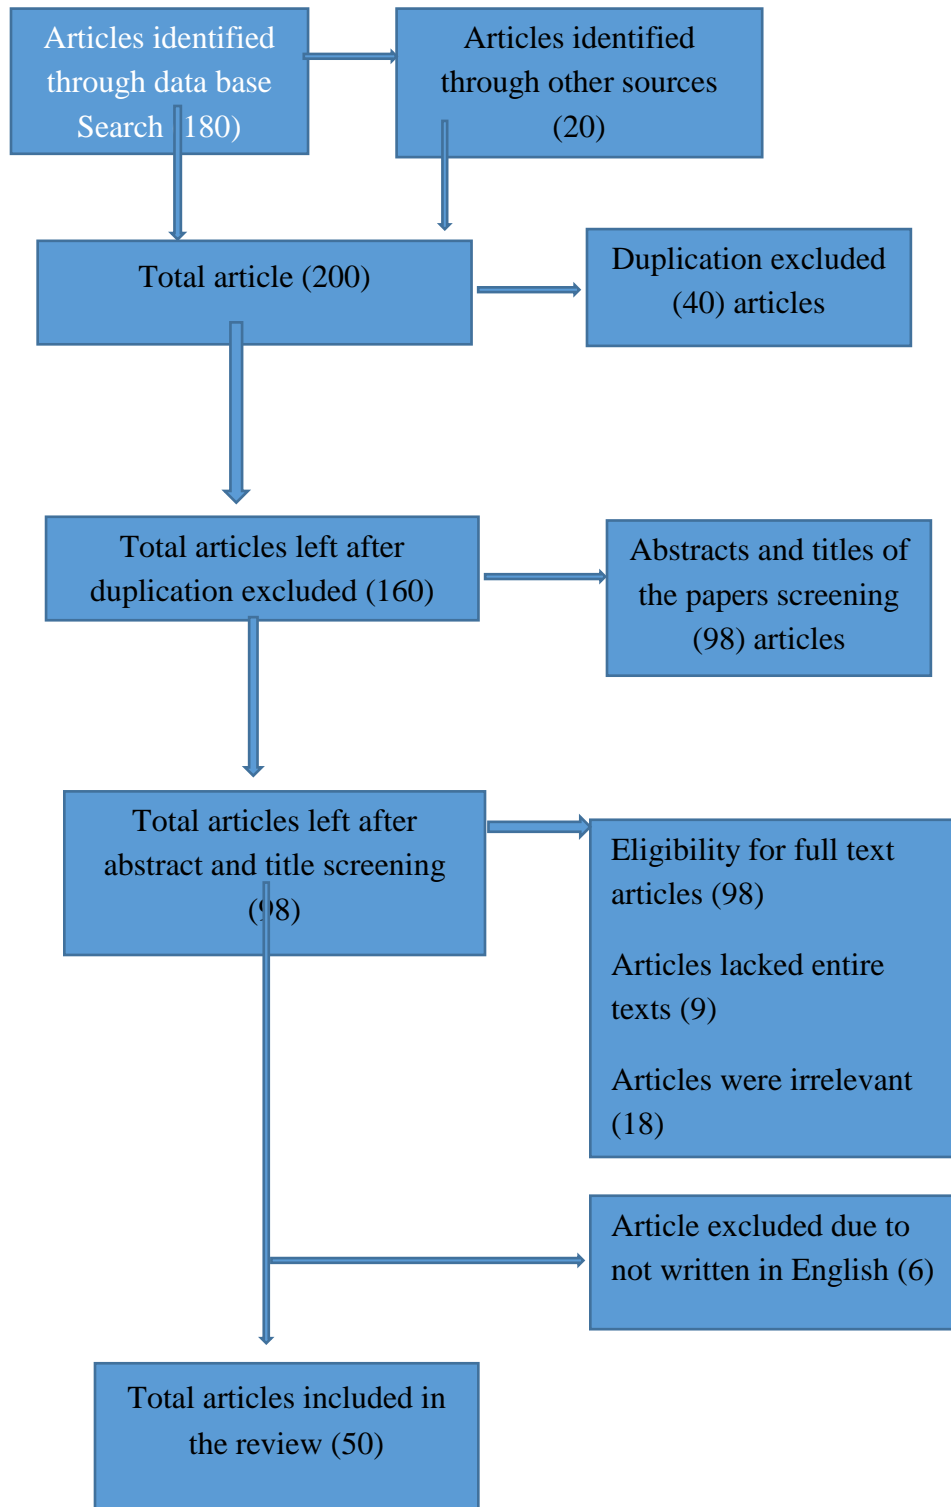 Articles identified
through data base
Search (180)
Articles identified
through other sources
(20)
Total article (200)
Duplication excluded
(40) articles
Total articles left after
duplication excluded (160)
Abstracts and titles of
the papers screening
(98) articles
Total articles left after
abstract and title screening
(98)
Eligibility for full text
articles (98)
Articles lacked entire
texts (9)
Articles were irrelevant
(18)
Article excluded due to
not written in English (6)
Total articles included in
the review (50)